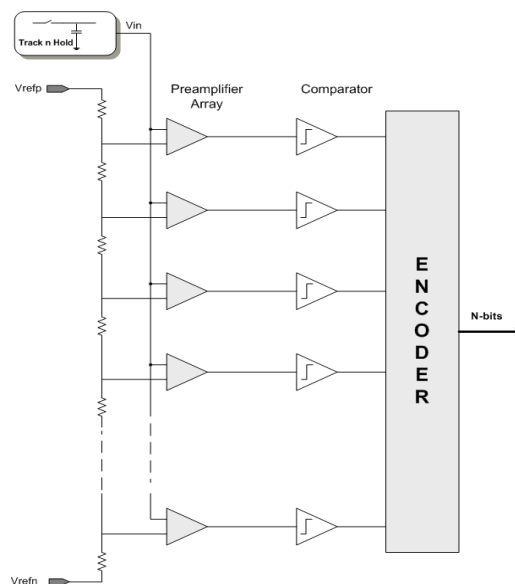 Track n Hold
Vin
Vrefp
Preamplifier
Array
Comparator
E
N
C
O
D
E
R
N-bits
Vrefn